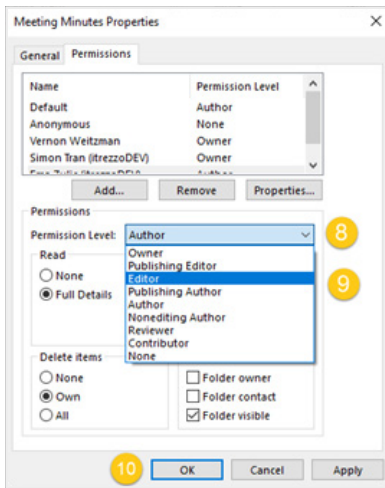 Meeting Minutes Properties
General Permissions
Name Permission Level
Default Author
Anonymous None
Vernon Weitzman Owner
Simon Tran (itrezzoDEV) Owner
Add... Remove Properties...
Permissions
Permission Level: Author
8
Owner
Publishing Editor
Editor
9
Publishing Author
Author
Nonediting Author
Reviewer
Contributor
None
Read
None
Full Details
Delete items
None
Own
All
Folder owner
Folder contact
Folder visible
10
OK Cancel Apply